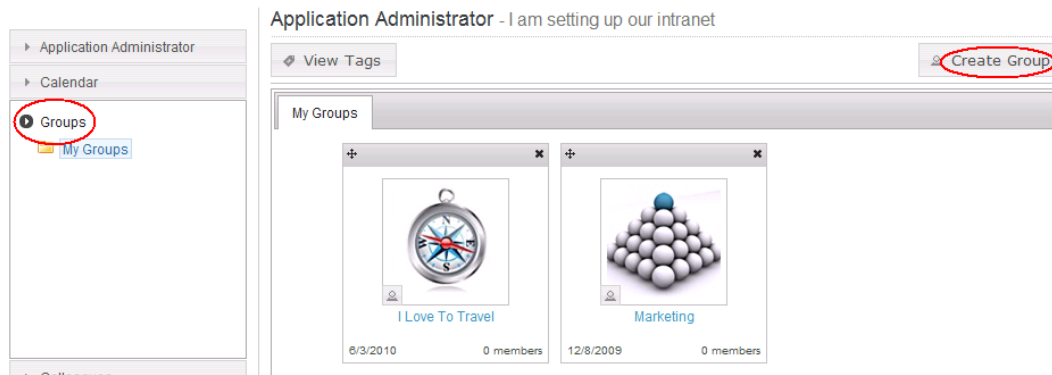 Application Administrator - I am setting up our intranet
Application Administrator
Calendar
Groups
My Groups
View Tags
Create Group
My Groups
I Love To Travel
6/3/2010 0 members
Marketing
12/8/2009 0 members